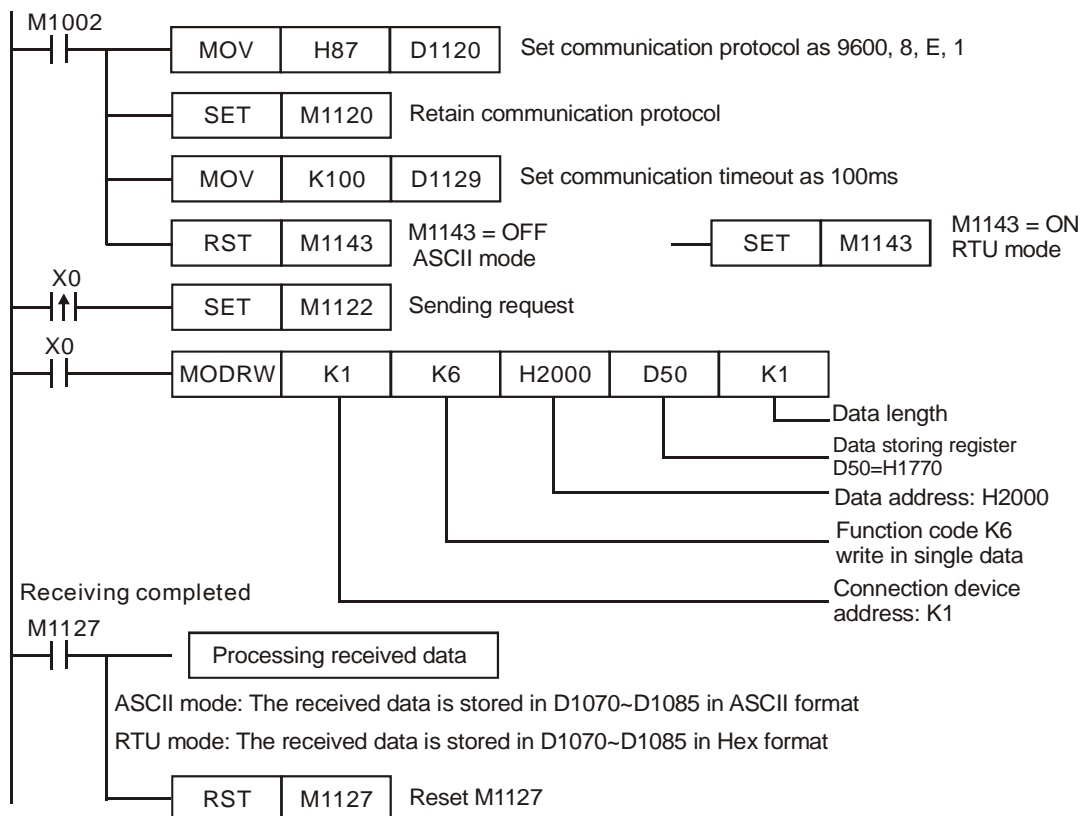 M1002
MOV H87 D1120 Set communication protocol as 9600, 8, E, 1
SET M1120 Retain communication protocol
MOV K100 D1129 Set communication timeout as 100ms
RST M1143 M1143 = OFF
ASCII mode
SET M1143 M1143 = ON
RTU mode
X0
SET M1122 Sending request
X0
MODRW K1 K6 H2000 D50 K1
Data length
Data storing register
D50=H1770
Data address: H2000
Function code K6
write in single data
Connection device
address: K1
Receiving completed
M1127
Processing received data
ASCII mode: The received data is stored in D1070~D1085 in ASCII format
RTU mode: The received data is stored in D1070~D1085 in Hex format
RST M1127 Reset M1127